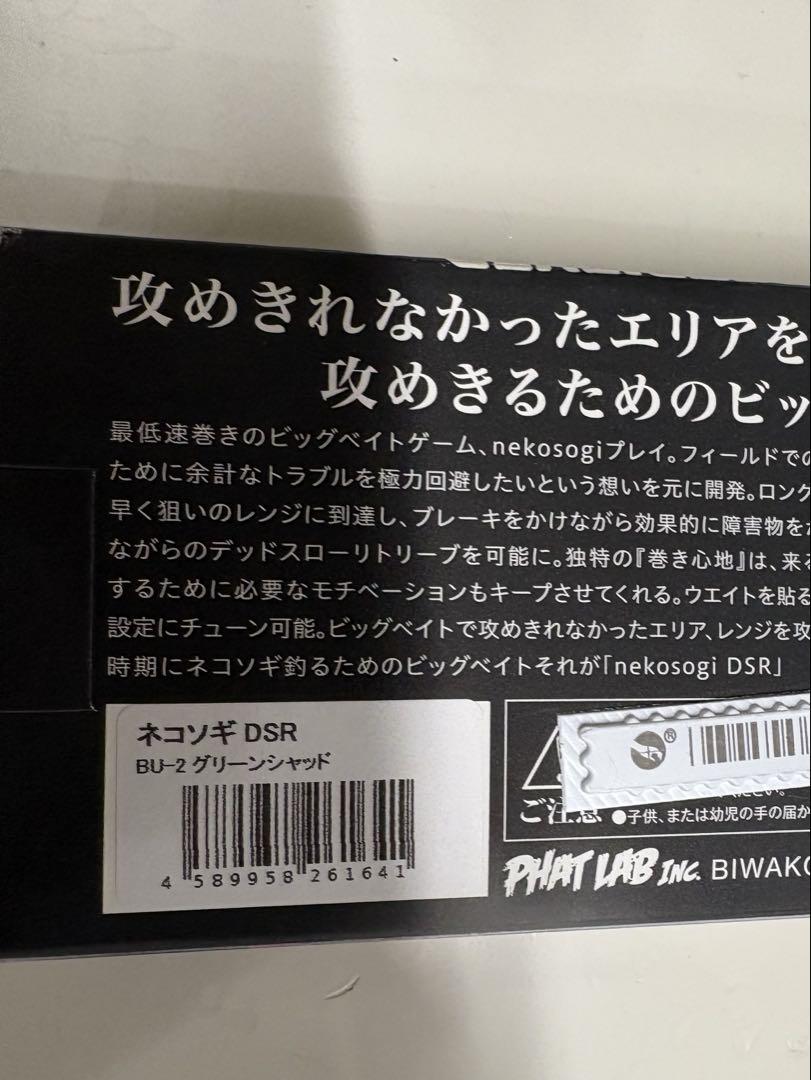 攻めきれなかったエリアを
攻めきるためのビッ
最低速巻きのビッグベイトゲーム、nekosogiプレイ。フィールドでの
ために余計なトラブルを極力回避したいという想いを元に開発。ロング
早く狙いのレンジに到達し、ブレーキをかけながら効果的に障害物を
ながらのデッドスローリトリーブを可能に。独特の『巻き心地』は、来る
するために必要なモチベーションもキープさせてくれる。ウエイトを貼る
設定にチューン可能。ビッグベイトで攻めきれなかったエリア、レンジを攻
時期にネコソギ釣るためのビッグベイトそれが「nekosogi DSR」
ネコソギ DSR
BU-2 グリーンシャッド
4 589958 261641
®
ください。
ご注意 ●子供、または幼児の手の届か
PHAT LAB INC. BIWAKO